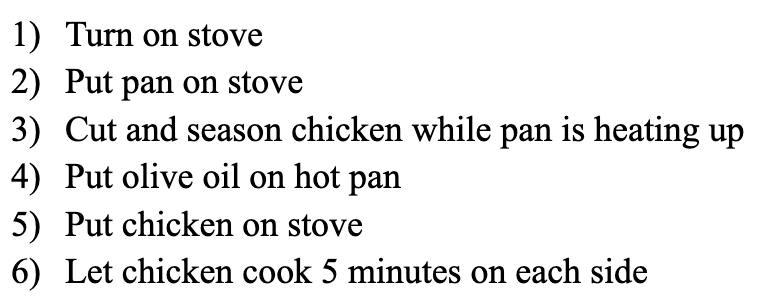 1) Turn on stove
2) Put pan on stove
3) Cut and season chicken while pan is heating up
4) Put olive oil on hot pan
5) Put chicken on stove
6) Let chicken cook 5 minutes on each side